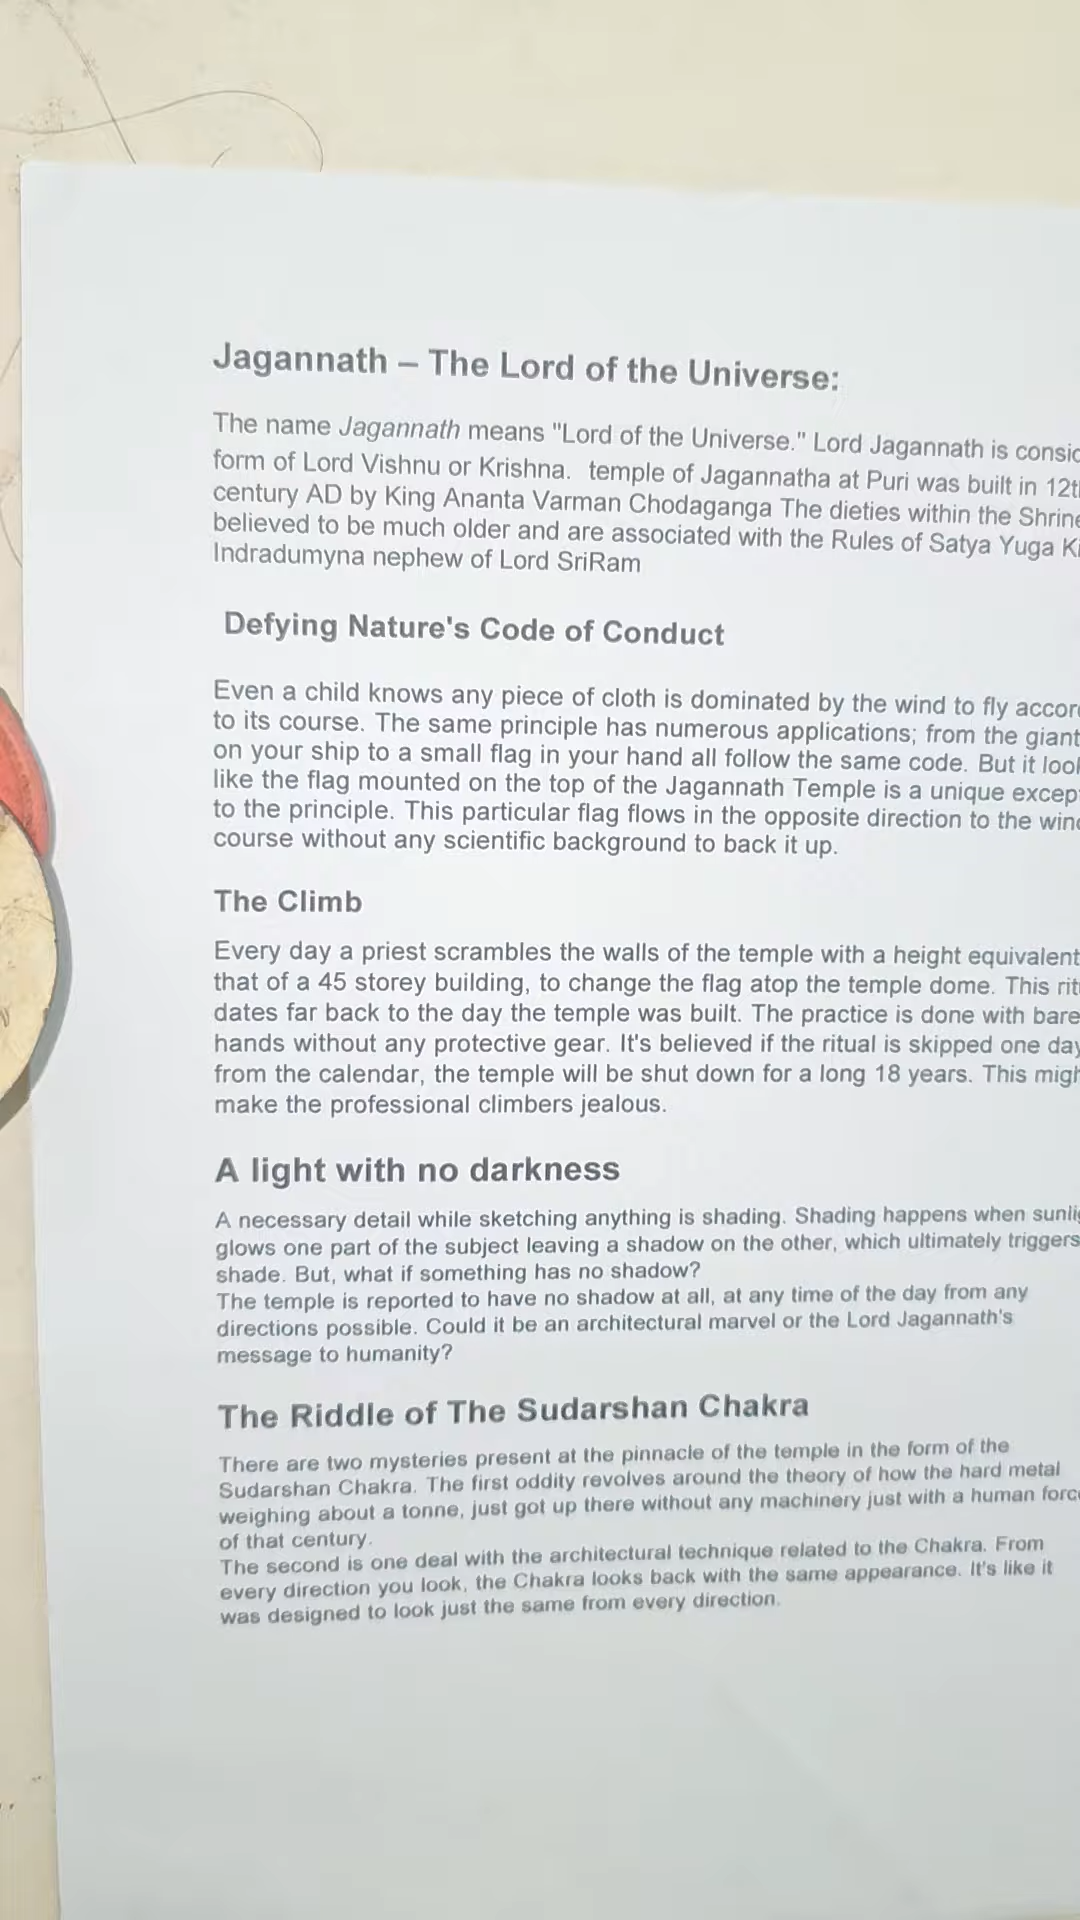 Jagannath – The Lord of the Universe:
The name Jagannath means "Lord of the Universe." Lord Jagannath is
form of Lord Vishnu or Krishna. temple of Jagannatha at Puri was built in
century AD by King Ananta Varman Chodaganga The dieties within the
believed to be much older and are associated with the Rules of Satya Yuga
Indradumyna nephew of Lord SriRam
Defying Nature's Code of Conduct
Even a child knows any piece of cloth is dominated by the wind to fly
to its course. The same principle has numerous applications; from the giant
on your ship to a small flag in your hand all follow the same code. But it
like the flag mounted on the top of the Jagannath Temple is a unique
to the principle. This particular flag flows in the opposite direction to the
course without any scientific background to back it up.
The Climb
Every day a priest scrambles the walls of the temple with a height equivalent
that of a 45 storey building, to change the flag atop the temple dome. This
dates far back to the day the temple was built. The practice is done with bare
hands without any protective gear. It's believed if the ritual is skipped one day
from the calendar, the temple will be shut down for a long 18 years. This
make the professional climbers jealous.
A light with no darkness
A necessary detail while sketching anything is shading. Shading happens when
glows one part of the subject leaving a shadow on the other, which ultimately triggers
shade. But, what if something has no shadow?
The temple is reported to have no shadow at all, at any time of the day from any
directions possible. Could it be an architectural marvel or the Lord Jagannath's
message to humanity?
The Riddle of The Sudarshan Chakra
There are two mysteries present at the pinnacle of the temple in the form of the
Sudarshan Chakra. The first oddity revolves around the theory of how the hard metal
weighing about a tonne, just got up there without any machinery just with a human force
of that century.
The second is one deal with the architectural technique related to the Chakra. From
every direction you look, the Chakra looks back with the same appearance. It's like it
was designed to look just the same from every direction.